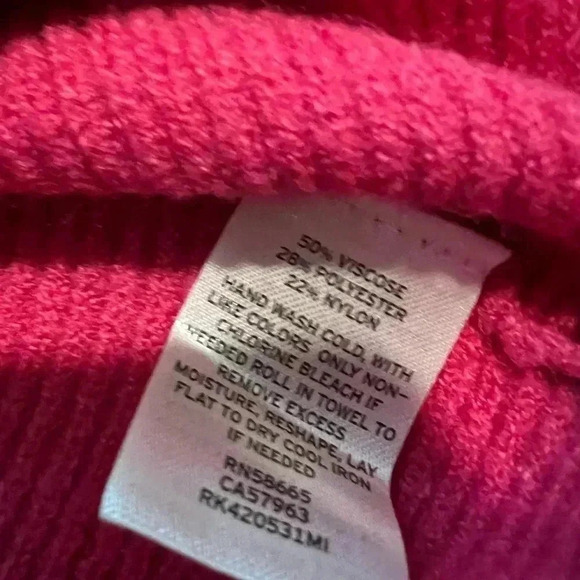 50% VISCOSE
28% POLYESTER
22% NYLON
HAND WASH COLD, WITH
LIKE COLORS. ONLY NON-
CHLORINE BLEACH IF
NEEDED ROLL IN TOWEL TO
REMOVE EXCESS
MOISTURE, RESHAPE, LAY
FLAT TO DRY COOL IRON
IF NEEDED
RN58665
CA57963
RK420531MI